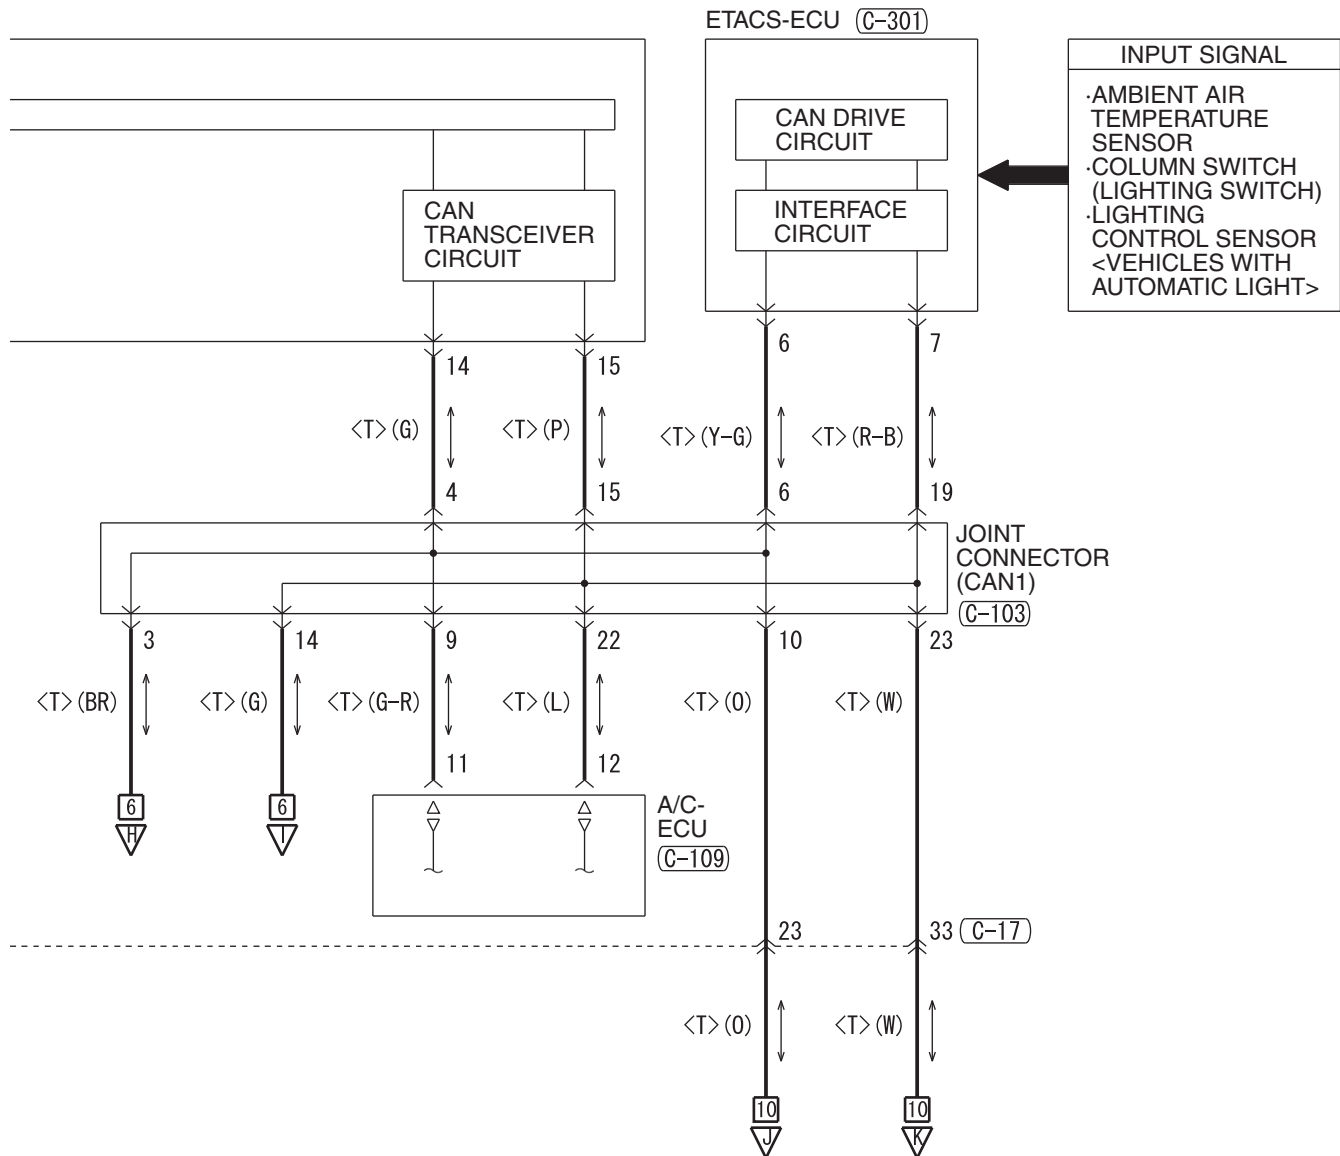 ETACS-ECU (C-301)
INPUT SIGNAL
·AMBIENT AIR
TEMPERATURE
SENSOR
·COLUMN SWITCH
(LIGHTING SWITCH)
·LIGHTING
CONTROL SENSOR
<VEHICLES WITH
AUTOMATIC LIGHT>
CAN DRIVE
CIRCUIT
INTERFACE
CIRCUIT
CAN
TRANSCEIVER
CIRCUIT
14 15 6 7
<T>(G) <T>(P) <T>(Y-G) <T>(R-B)
4 15 6 19
JOINT
CONNECTOR
(CAN1)
(C-103)
3 14 9 22 10 23
<T>(BR) <T>(G) <T>(G-R) <T>(L) <T>(O) <T>(W)
11 12
6 6
H I
A/C-
ECU
(C-109)
23 33 (C-17)
<T>(O) <T>(W)
10 10
J K